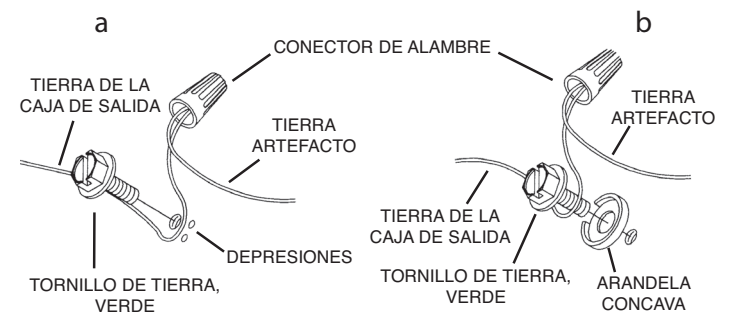 a
b
CONECTOR DE ALAMBRE
TIERRA DE LA
CAJA DE SALIDA
TIERRA
ARTEFACTO
TIERRA
ARTEFACTO
TIERRA DE LA
CAJA DE SALIDA
DEPRESIONES
TORNILLO DE TIERRA,
VERDE
TORNILLO DE TIERRA,
VERDE
ARANDELA
CONCAVA